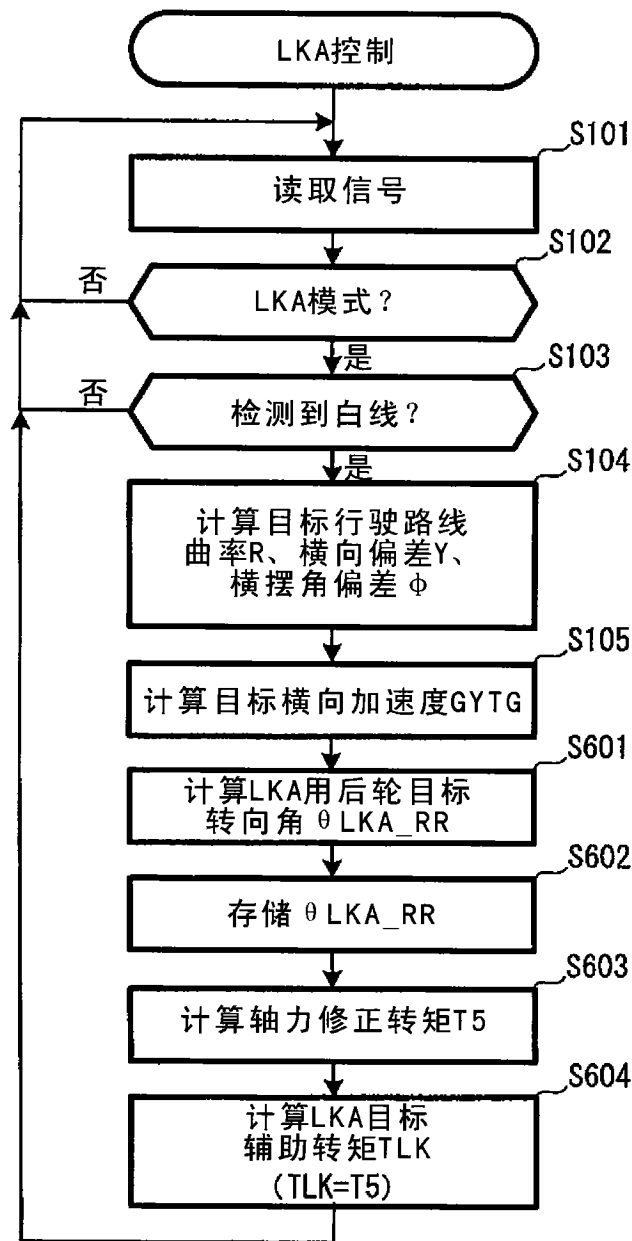 LKA控制
S101
读取信号
S102
否
LKA模式?
是
S103
否
检测到白线?
是
S104
计算目标行驶路线
曲率R、横向偏差Y、
横摆角偏差φ
S105
计算目标横向加速度GYTG
S601
计算LKA用后轮目标
转向角θLKA_RR
S602
存储θLKA_RR
S603
计算轴力修正转矩T5
S604
计算LKA目标
辅助转矩TLK
(TLK=T5)